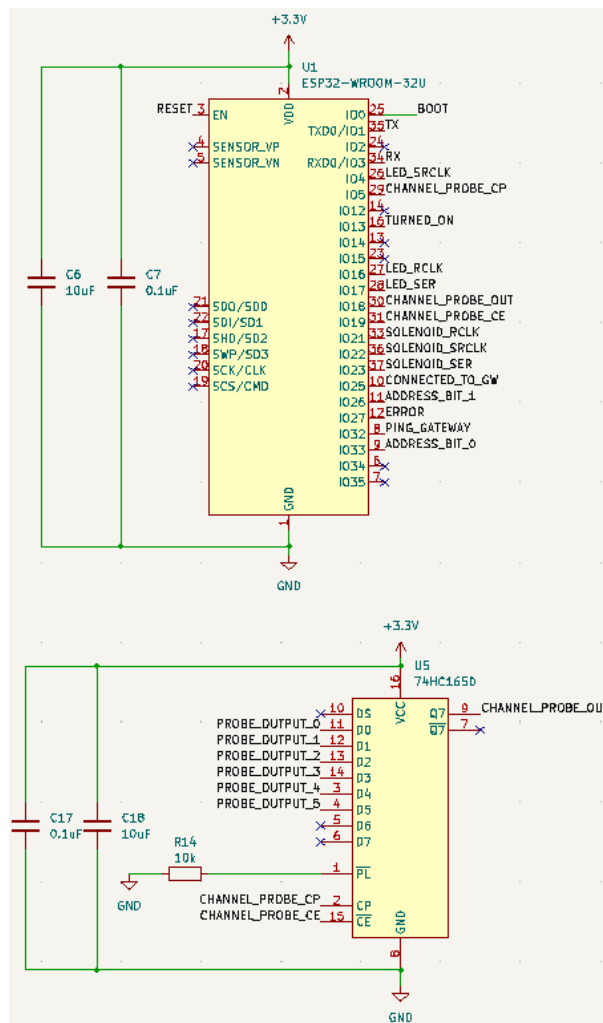 +3.3V
U1
ESP32-WROOM-32U
2
VDD
RESET 3 EN
IO0 25 BOOT
TXD0/IO1 35 TX
4 SENSOR_VP
IO2 24
5 SENSOR_VN
RXD0/IO3 34 RX
IO4 26 LED_SRCLK
IO5 29 CHANNEL_PROBE_CP
IO12 14
IO13 16 TURNED_ON
IO14 13
IO15 23
IO16 27 LED_RCLK
IO17 28 LED_SER
C6
10uF
C7
0.1uF
21 SDO/SDD
IO18 30 CHANNEL_PROBE_OUT
22 SDI/SD1
IO19 31 CHANNEL_PROBE_CE
17 SHD/SD2
IO21 33 SOLENOID_RCLK
18 SWP/SD3
IO22 36 SOLENOID_SRCLK
20 SCK/CLK
IO23 37 SOLENOID_SER
19 SCS/CMD
IO25 10 CONNECTED_TO_GW
IO26 11 ADDRESS_BIT_1
IO27 12 ERROR
IO32 8 PING_GATEWAY
IO33 9 ADDRESS_BIT_0
IO34 6
IO35 7
GND
1
GND
+3.3V
U5
74HC165D
16
VCC
10 DS
Q7 9 CHANNEL_PROBE_OU
PROBE_OUTPUT_0 11 D0
Q7 7
PROBE_OUTPUT_1 12 D1
PROBE_OUTPUT_2 13 D2
PROBE_OUTPUT_3 14 D3
PROBE_OUTPUT_4 3 D4
PROBE_OUTPUT_5 4 D5
5 D6
6 D7
C17
0.1uF
C18
10uF
R14
10k
1 PL
GND
CHANNEL_PROBE_CP 2 CP
CHANNEL_PROBE_CE 15 CE
GND
8
GND